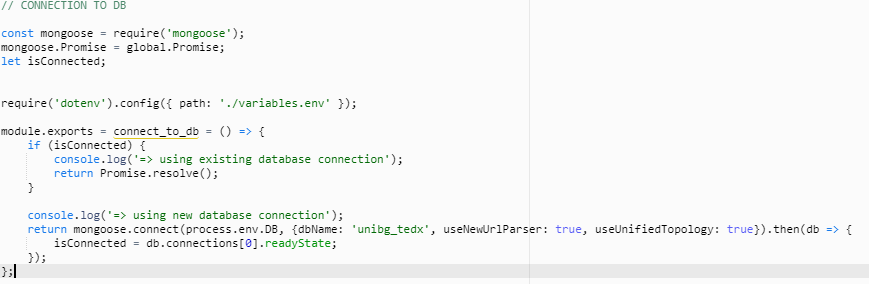 // CONNECTION TO DB
const mongoose = require('mongoose');
mongoose.Promise = global.Promise;
let isConnected;
require('dotenv').config({ path: './variables.env' });
module.exports = connect_to_db = () => {
    if (isConnected) {
        console.log('=> using existing database connection');
        return Promise.resolve();
    }
    console.log('=> using new database connection');
    return mongoose.connect(process.env.DB, {dbName: 'unibg_tedx', useNewUrlParser: true, useUnifiedTopology: true}).then(db => {
        isConnected = db.connections[0].readyState;
    });
};